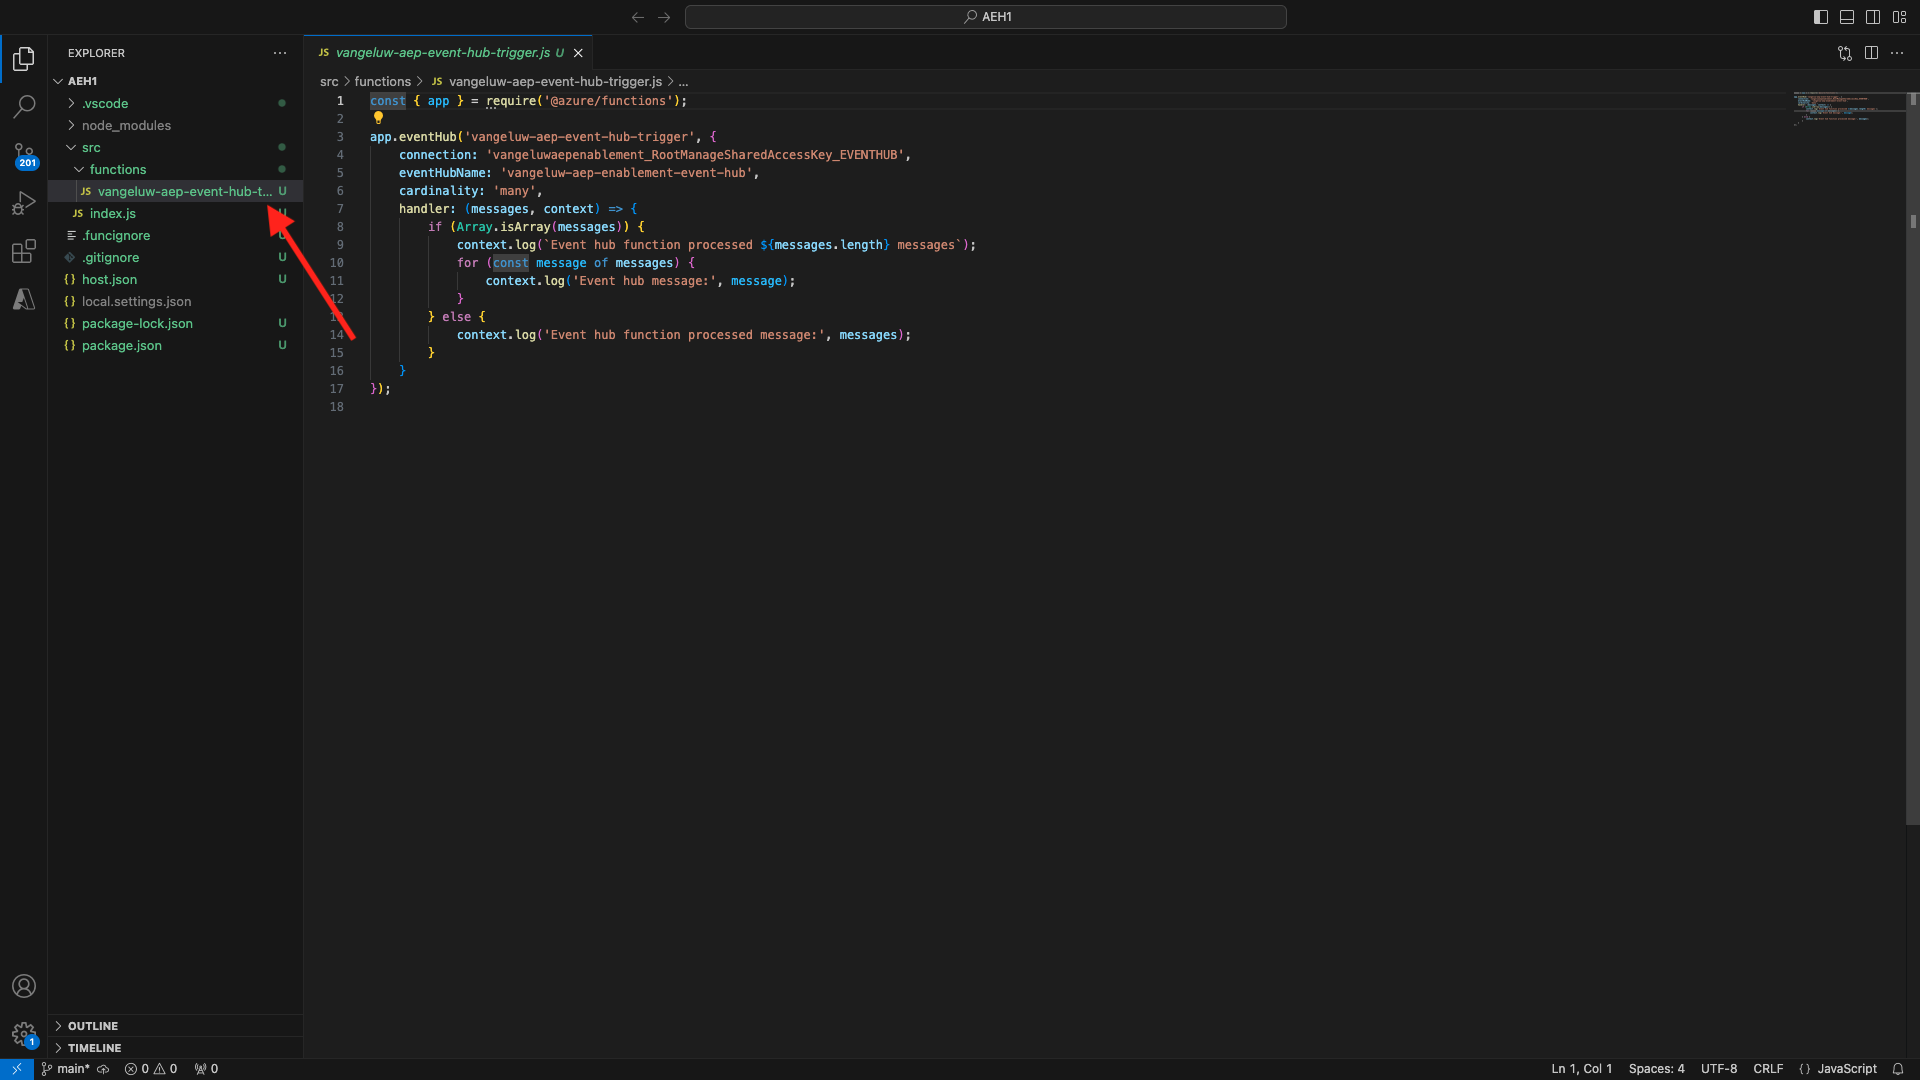 AEH1
EXPLORER
AEH1
.vscode
node_modules
src
functions
JS vangeluw-aep-event-hub-t... U
JS index.js
.funcignore
.gitignore U
{} host.json U
{} local.settings.json
{} package-lock.json U
{} package.json U
OUTLINE
TIMELINE
201
1
JS vangeluw-aep-event-hub-trigger.js U
src > functions > JS vangeluw-aep-event-hub-trigger.js > ...
1 const { app } = require('@azure/functions');
2
3 app.eventHub('vangeluw-aep-event-hub-trigger', {
4 connection: 'vangeluwaepenablement_RootManageSharedAccessKey_EVENTHUB',
5 eventHubName: 'vangeluw-aep-enablement-event-hub',
6 cardinality: 'many',
7 handler: (messages, context) => {
8 if (Array.isArray(messages)) {
9 context.log(`Event hub function processed ${messages.length} messages`);
10 for (const message of messages) {
11 context.log('Event hub message:', message);
12 }
13 } else {
14 context.log('Event hub function processed message:', messages);
15 }
16 }
17 });
18
main* 0 0 0
Ln 1, Col 1 Spaces: 4 UTF-8 CRLF {} JavaScript